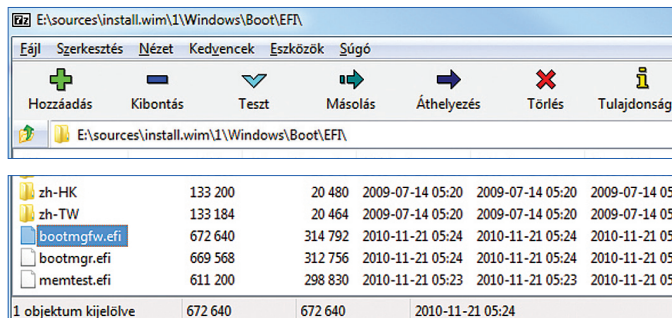 E:\sources\install.wim\1\Windows\Boot\EFI\
Fájl Szerkesztés Nézet Kedvencek Eszközök Súgó
Hozzáadás Kibontás Teszt Másolás Áthelyezés Törlés Tulajdonság
E:\sources\install.wim\1\Windows\Boot\EFI\
zh-HK 133 200 20 480 2009-07-14 05:20 2009-07-14 05:20 2009-07-14 05
zh-TW 133 184 20 464 2009-07-14 05:20 2009-07-14 05:20 2009-07-14 05
bootmgfw.efi 672 640 314 792 2010-11-21 05:24 2010-11-21 05:24 2010-11-21 05
bootmgr.efi 669 568 312 756 2010-11-21 05:24 2010-11-21 05:24 2010-11-21 05
memtest.efi 611 200 298 830 2010-11-21 05:23 2010-11-21 05:23 2010-11-21 05
1 objektum kijelölve 672 640 672 640 2010-11-21 05:24